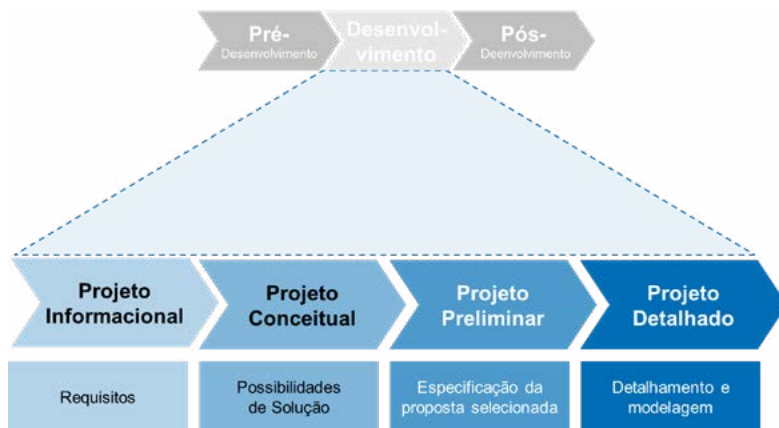 Pré-
Desenvolvimento
Desenvol-
vimento
Pós-
Deenvolvimento
Projeto
Informacional
Projeto
Conceitual
Projeto
Preliminar
Projeto
Detalhado
Requisitos
Possibilidades
de Solução
Especificação da
proposta selecionada
Detalhamento e
modelagem